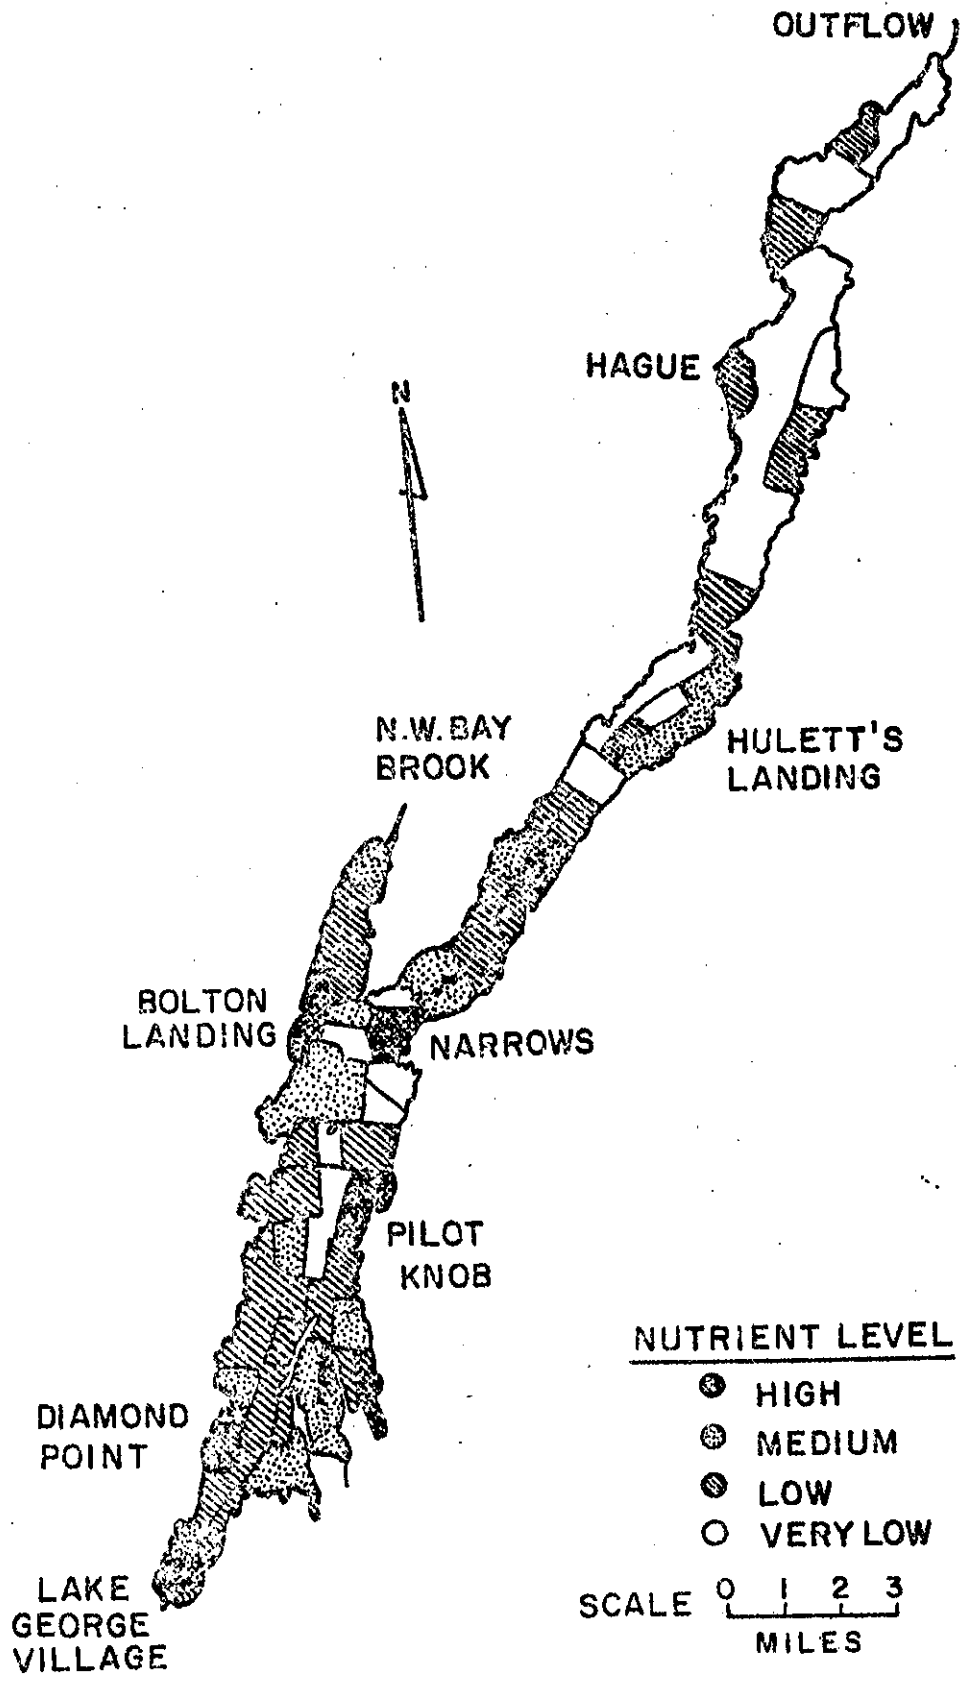 OUTFLOW
HAGUE
N
N.W. BAY
BROOK
HULETT'S
LANDING
BOLTON
LANDING
NARROWS
PILOT
KNOB
NUTRIENT LEVEL
HIGH
MEDIUM
LOW
VERY LOW
DIAMOND
POINT
LAKE
GEORGE
VILLAGE
SCALE 0 1 2 3
MILES